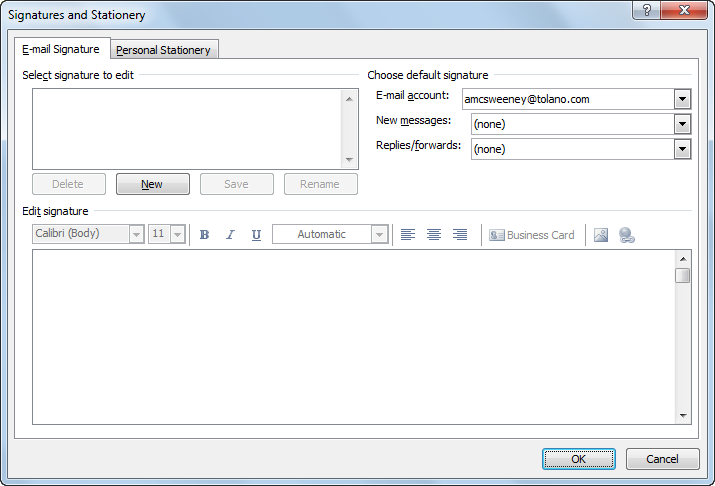 Signatures and Stationery
E-mail Signature Personal Stationery
Select signature to edit
Choose default signature
E-mail account: amcsweeney@tolano.com
New messages: (none)
Replies/forwards: (none)
Delete New Save Rename
Edit signature
Calibri (Body) 11 B I U Automatic Business Card
OK Cancel